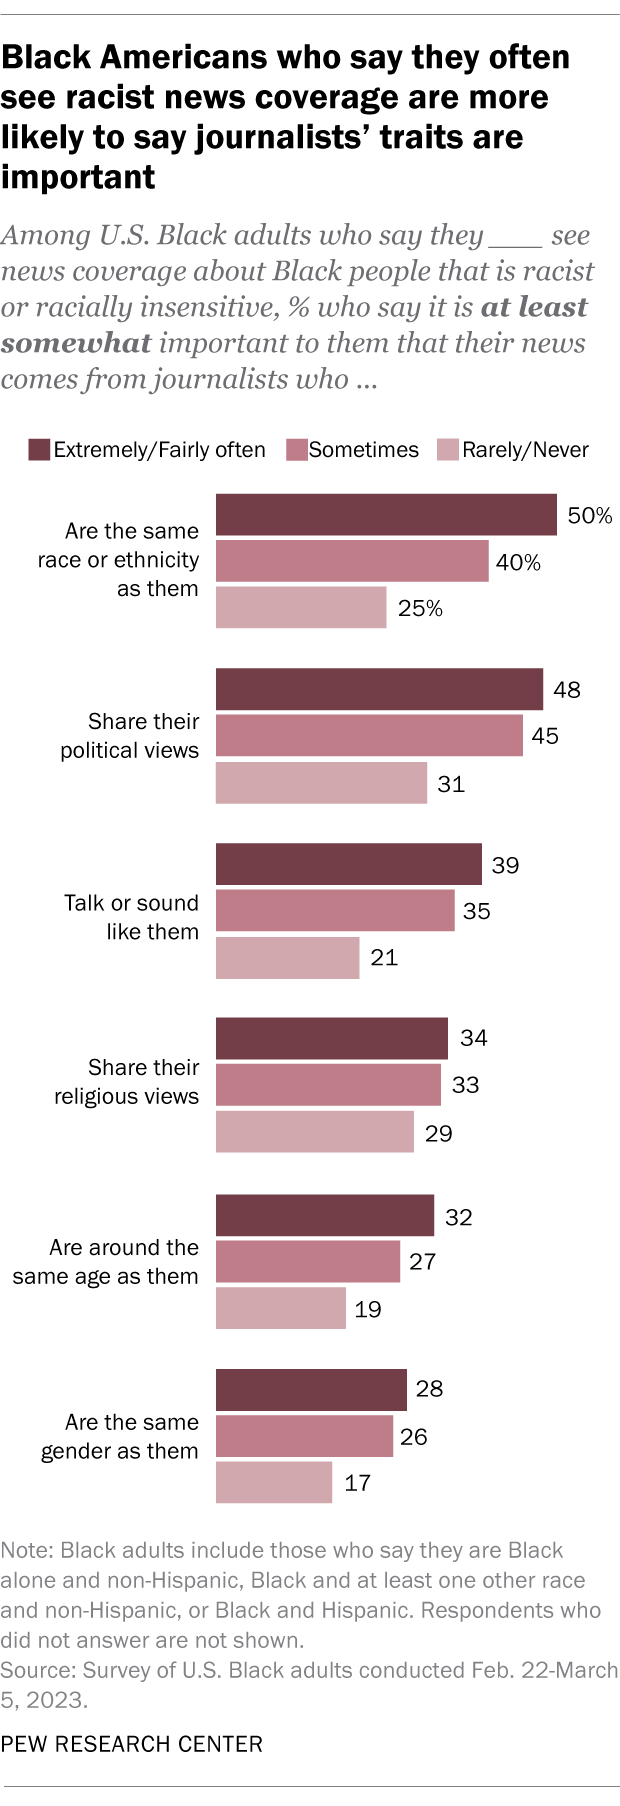 Black Americans who say they often
see racist news coverage are more
likely to say journalists’ traits are
important
Among U.S. Black adults who say they ___ see
news coverage about Black people that is racist
or racially insensitive, % who say it is at least
somewhat important to them that their news
comes from journalists who ...
Extremely/Fairly often Sometimes Rarely/Never
Are the same
race or ethnicity
as them
50%
40%
25%
Share their
political views
48
45
31
Talk or sound
like them
39
35
21
Share their
religious views
34
33
29
Are around the
same age as them
32
27
19
Are the same
gender as them
28
26
17
Note: Black adults include those who say they are Black
alone and non-Hispanic, Black and at least one other race
and non-Hispanic, or Black and Hispanic. Respondents who
did not answer are not shown.
Source: Survey of U.S. Black adults conducted Feb. 22-March
5, 2023.
PEW RESEARCH CENTER